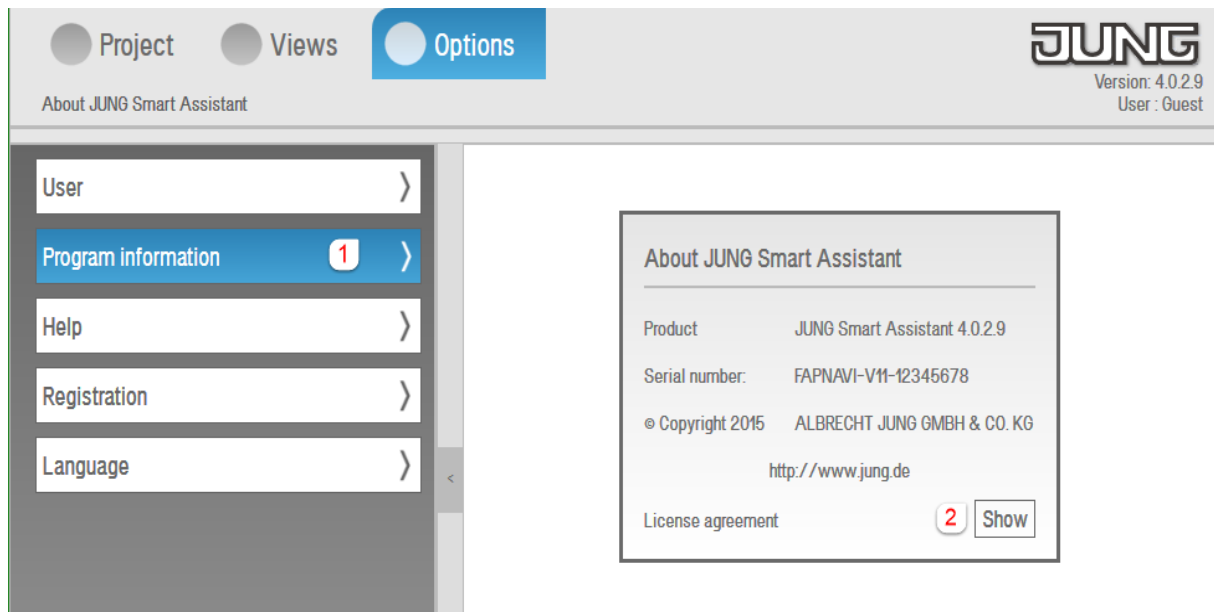 Project Views Options
JUNG
Version: 4.0.2.9
About JUNG Smart Assistant
User : Guest
User
Program information 1
Help
Registration
Language
<
About JUNG Smart Assistant
Product JUNG Smart Assistant 4.0.2.9
Serial number: FAPNAVI-V11-12345678
© Copyright 2015 ALBRECHT JUNG GMBH & CO. KG
http://www.jung.de
License agreement 2 Show